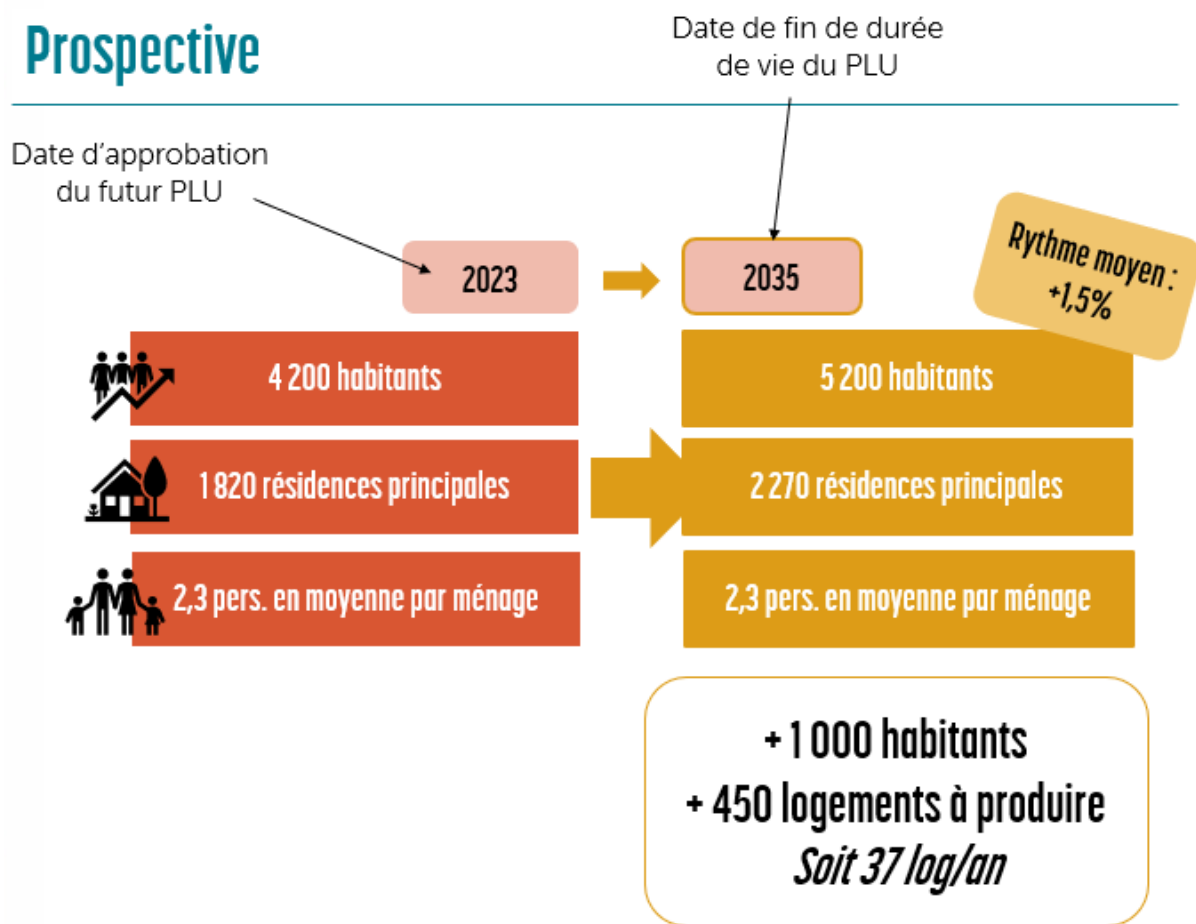 Prospective
Date de fin de durée
de vie du PLU
Date d'approbation
du futur PLU
2023
2035
Rythme moyen :
+1,5%
4 200 habitants
5 200 habitants
1 820 résidences principales
2 270 résidences principales
2,3 pers. en moyenne par ménage
2,3 pers. en moyenne par ménage
+ 1 000 habitants
+ 450 logements à produire
Soit 37 log/an